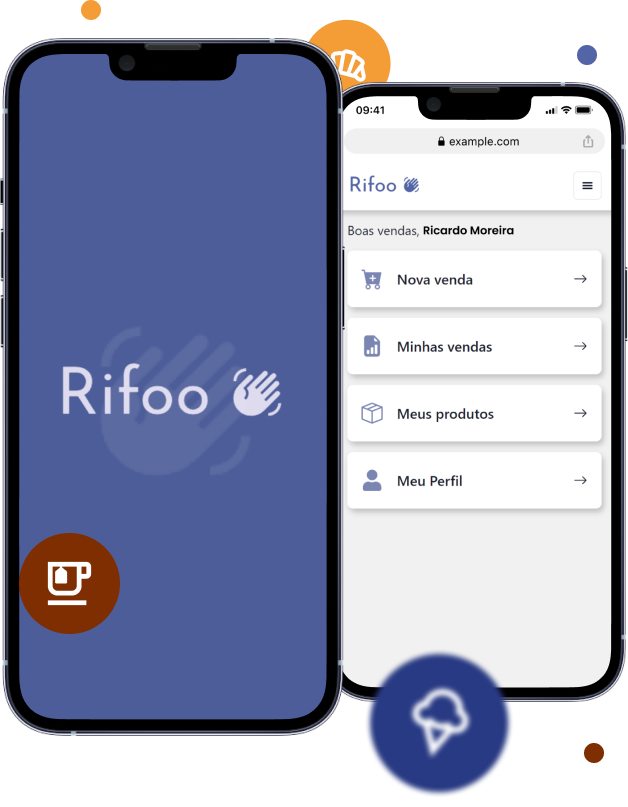 Rifoo
09:41
example.com
Rifoo
Boas vendas, Ricardo Moreira
Nova venda
Minhas vendas
Meus produtos
Meu Perfil